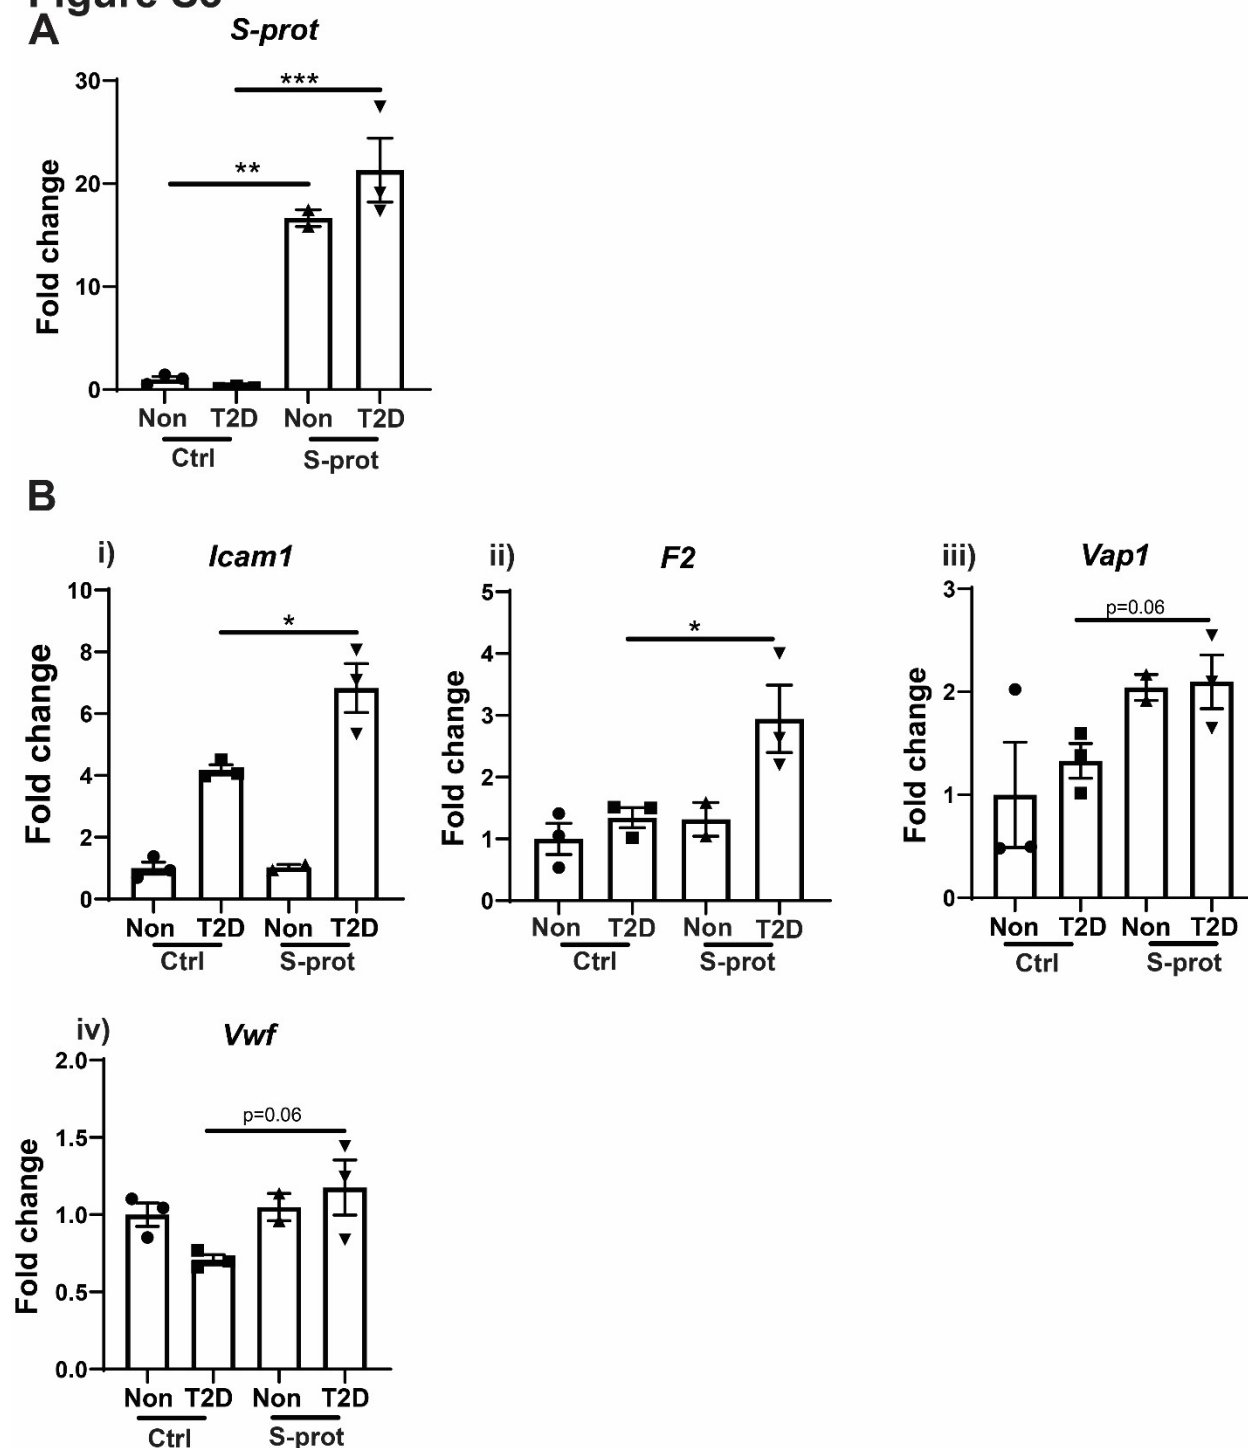 A
S-prot
***
30
**
20
10
0
Fold change
Non T2D Non T2D
Ctrl S-prot
B
i) Icam1
*
10
8
6
4
2
0
Fold change
Non T2D Non T2D
Ctrl S-prot
ii) F2
*
5
4
3
2
1
0
Fold change
Non T2D Non T2D
Ctrl S-prot
iii) Vap1
p=0.06
3
2
1
0
Fold change
Non T2D Non T2D
Ctrl S-prot
iv) Vwf
p=0.06
2.0
1.5
1.0
0.5
0.0
Fold change
Non T2D Non T2D
Ctrl S-prot